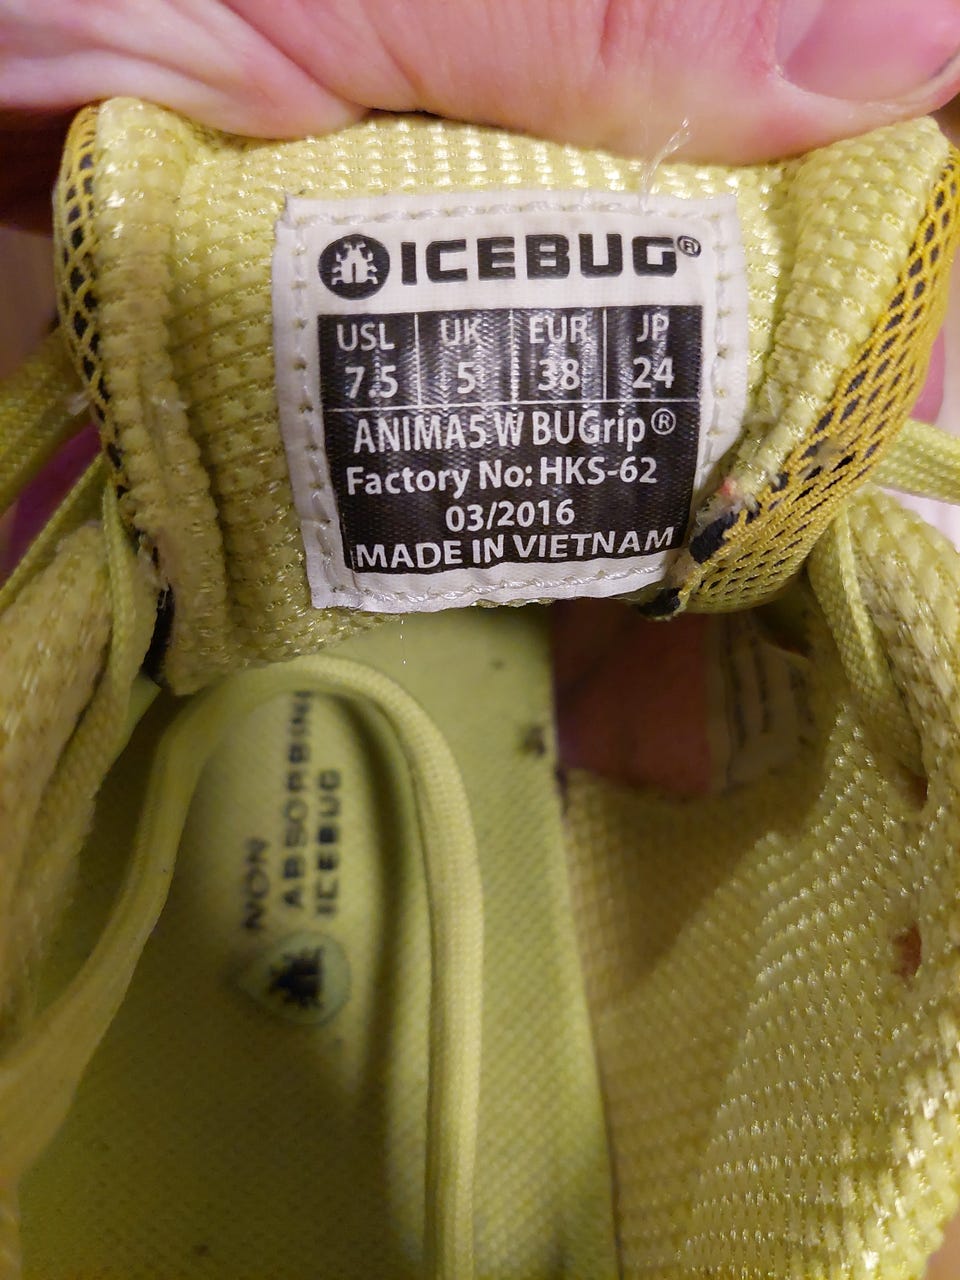 ICEBUG®
USL UK EUR JP
7.5 5 38 24
ANIMA5 W BUGrip®
Factory No: HKS-62
03/2016
MADE IN VIETNAM
NON
ABSORBING
ICEBUG